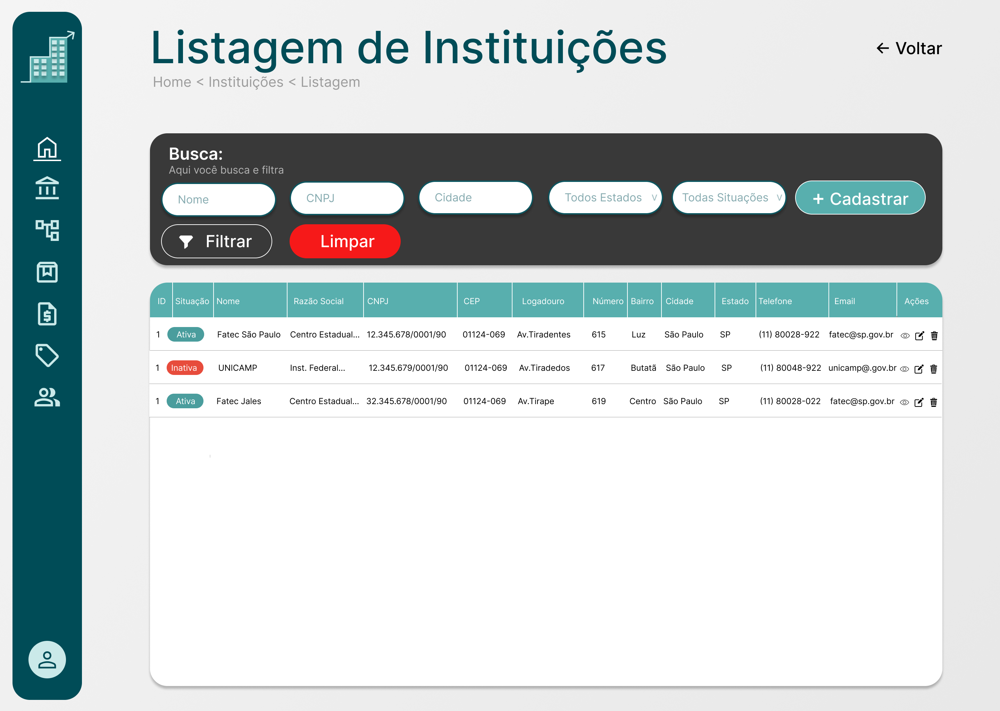 Listagem de Instituições
← Voltar
Home < Instituições < Listagem
Busca:
Aqui você busca e filtra
Nome CNPJ Cidade Todos Estados v Todas Situações v + Cadastrar
Filtrar Limpar
ID Situação Nome Razão Social CNPJ CEP Logadouro Número Bairro Cidade Estado Telefone Email Ações
1 Ativa Fatec São Paulo Centro Estadual... 12.345.678/0001/90 01124-069 Av.Tiradentes 615 Luz São Paulo SP (11) 80028-922 fatec@sp.gov.br
1 Inativa UNICAMP Inst. Federal... 12.345.679/0001/90 01124-069 Av.Tiradedos 617 Butatã São Paulo SP (11) 80048-922 unicamp@.gov.br
1 Ativa Fatec Jales Centro Estadual... 32.345.678/0001/90 01124-069 Av.Tirape 619 Centro São Paulo SP (11) 80028-022 fatec@sp.gov.br